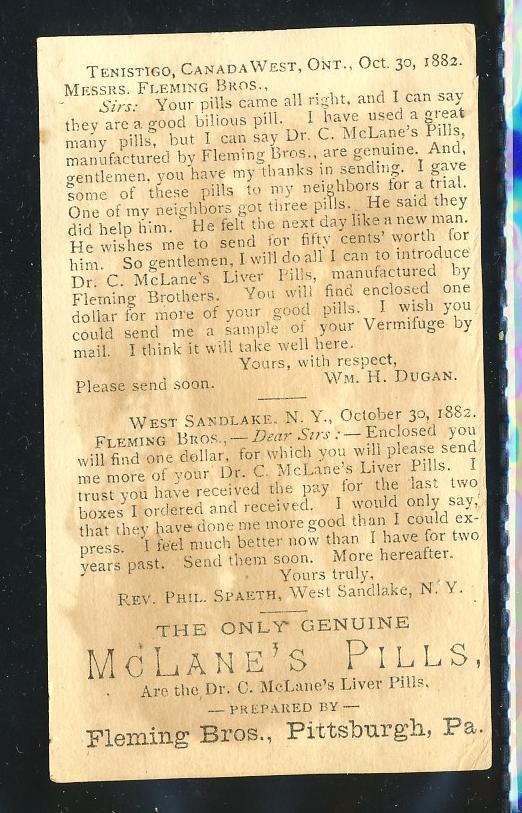 TENISTIGO, CANADA WEST, ONT., OCT. 30, 1882.
MESSRS. FLEMING BROS.,
Sirs: Your pills came all right, and I can say
they are a good bilious pill. I have used a great
many pills, but I can say Dr. C. McLane's Pills,
manufactured by Fleming Bros., are genuine. And,
gentlemen, you have my thanks in sending. I gave
some of these pills to my neighbors for a trial.
One of my neighbors got three pills. He said they
did help him. He felt the next day like a new man.
He wishes me to send for fifty cents' worth for
him. So gentlemen, I will do all I can to introduce
Dr. C. McLane's Liver Pills, manufactured by
Fleming Brothers. You will find enclosed one
dollar for more of your good pills. I wish you
could send me a sample of your Vermifuge by
mail. I think it will take well here.
Yours, with respect,
Please send soon. WM. H. DUGAN.
WEST SANDLAKE, N. Y., October 30, 1882.
FLEMING BROS.,—Dear Sirs:—Enclosed you
will find one dollar, for which you will please send
me more of your Dr. C. McLane's Liver Pills. I
trust you have received the pay for the last two
boxes I ordered and received. I would only say,
that they have done me more good than I could ex-
press. I feel much better now than I have for two
years past. Send them soon. More hereafter.
Yours truly,
REV. PHIL. SPAETH, West Sandlake, N. Y.
THE ONLY GENUINE
MCLANE'S PILLS,
Are the Dr. C. McLane's Liver Pills,
—PREPARED BY—
Fleming Bros., Pittsburgh, Pa.